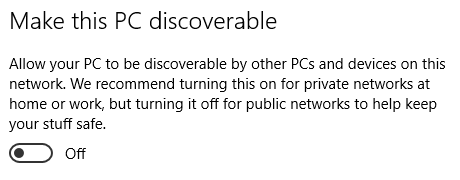 Make this PC discoverable
Allow your PC to be discoverable by other PCs and devices on this
network. We recommend turning this on for private networks at
home or work, but turning it off for public networks to help keep
your stuff safe.
Off